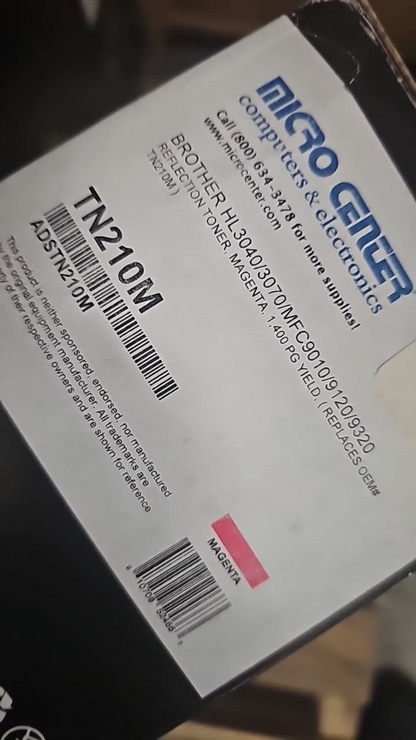 MICRO CENTER
computers & electronics
Call (800) 634-3478 for more supplies!
www.microcenter.com
BROTHER HL3040/3070/MFC9010/9120/9320
REFLECTION TONER, MAGENTA, 1,400 PG YIELD, ( REPLACES OEM#
TN210M )
TN210M
ADSTN210M
This product is neither sponsored, endorsed, nor manufactured
by the original equipment manufacturer. All trademarks are
of their respective owners and are shown for reference
MAGENTA